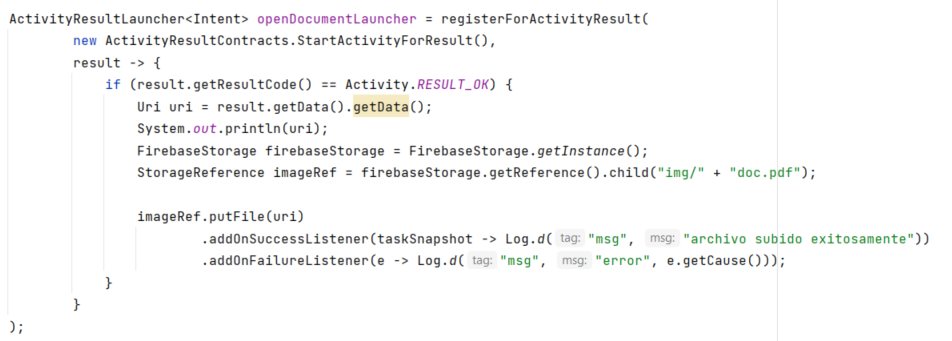 ActivityResultLauncher<Intent> openDocumentLauncher = registerForActivityResult(
new ActivityResultContracts.StartActivityForResult(),
result -> {
if (result.getResultCode() == Activity.RESULT_OK) {
Uri uri = result.getData().getData();
System.out.println(uri);
FirebaseStorage firebaseStorage = FirebaseStorage.getInstance();
StorageReference imageRef = firebaseStorage.getReference().child("img/" + "doc.pdf");
imageRef.putFile(uri)
.addOnSuccessListener(taskSnapshot -> Log.d( tag: "msg", msg: "archivo subido exitosamente"))
.addOnFailureListener(e -> Log.d( tag: "msg", msg: "error", e.getCause()));
}
}
);